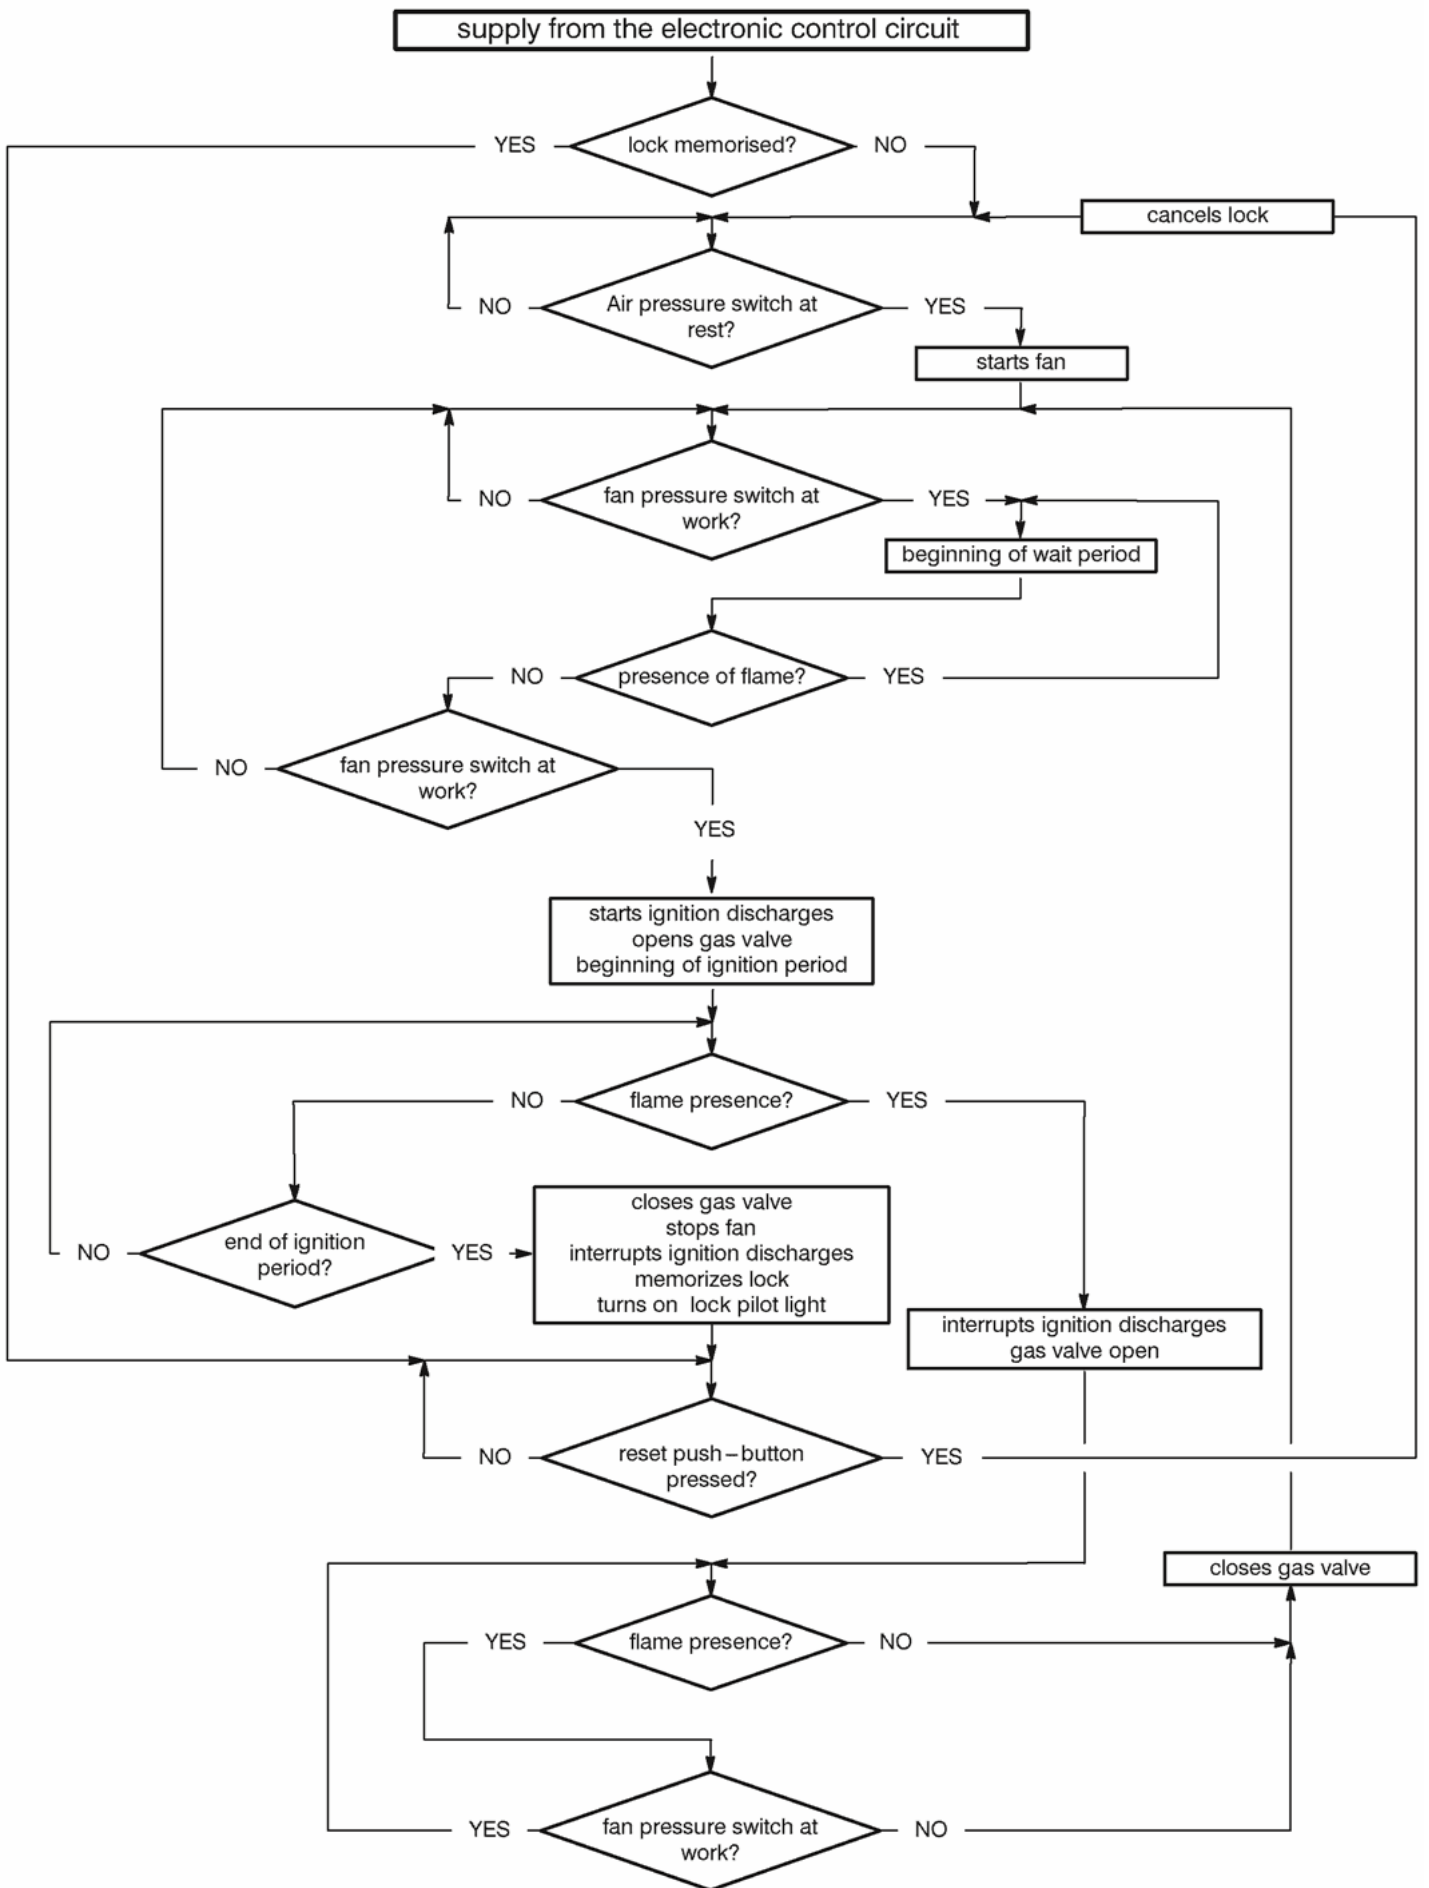 supply from the electronic control circuit
YES
lock memorised?
NO
cancels lock
NO
Air pressure switch at
rest?
YES
starts fan
NO
fan pressure switch at
work?
YES
beginning of wait period
NO
presence of flame?
YES
NO
fan pressure switch at
work?
YES
starts ignition discharges
opens gas valve
beginning of ignition period
NO
flame presence?
YES
NO
end of ignition
period?
YES
closes gas valve
stops fan
interrupts ignition discharges
memorizes lock
turns on lock pilot light
interrupts ignition discharges
gas valve open
NO
reset push-button
pressed?
YES
closes gas valve
YES
flame presence?
NO
YES
fan pressure switch at
work?
NO